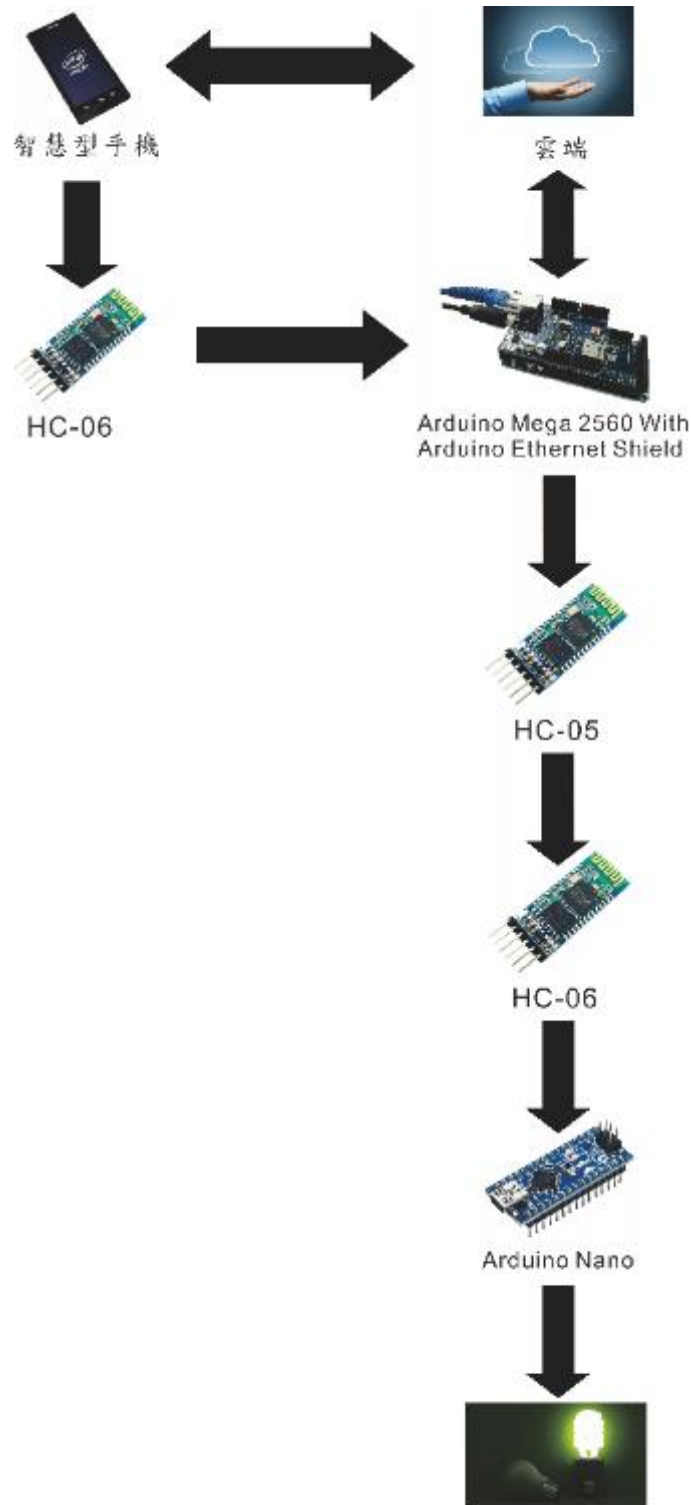 智慧型手機
雲端
HC-06
Arduino Mega 2560 With
Arduino Ethernet Shield
HC-05
HC-06
Arduino Nano